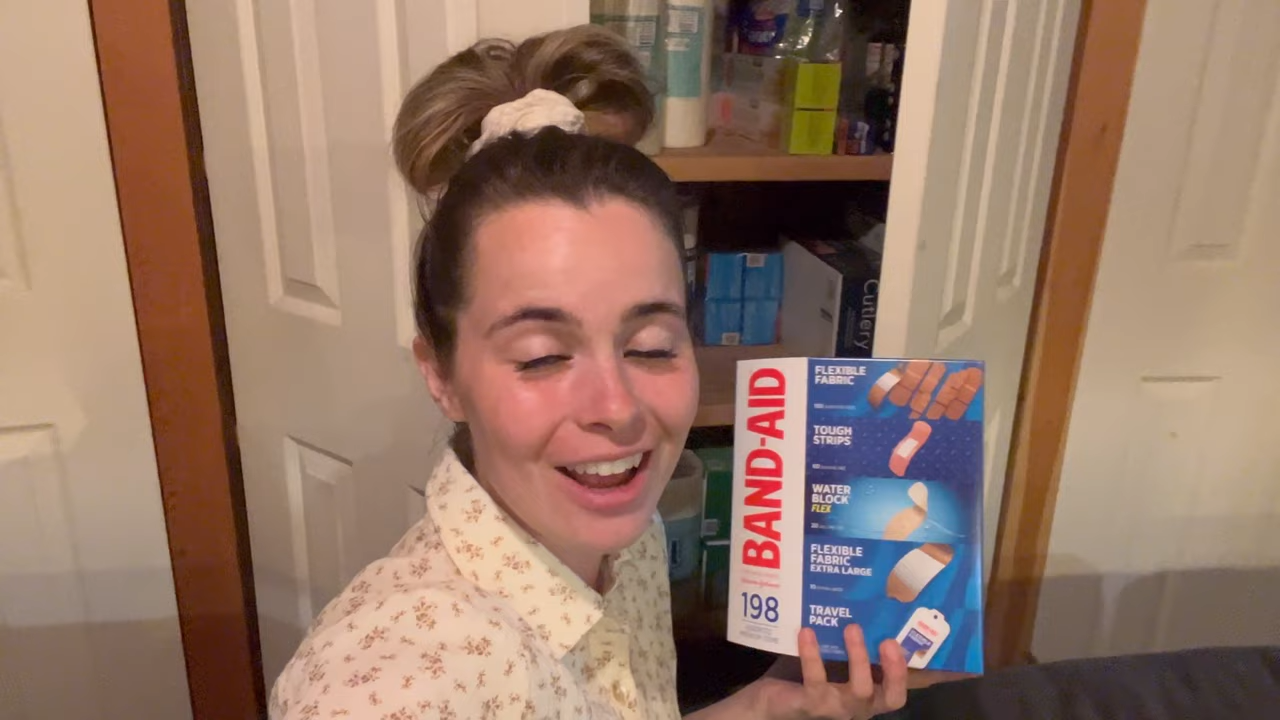 Cutlery
BAND-AID
198
FLEXIBLE
FABRIC
TOUGH
STRIPS
WATER
BLOCK
FLEX
FLEXIBLE
FABRIC
EXTRA LARGE
TRAVEL
PACK